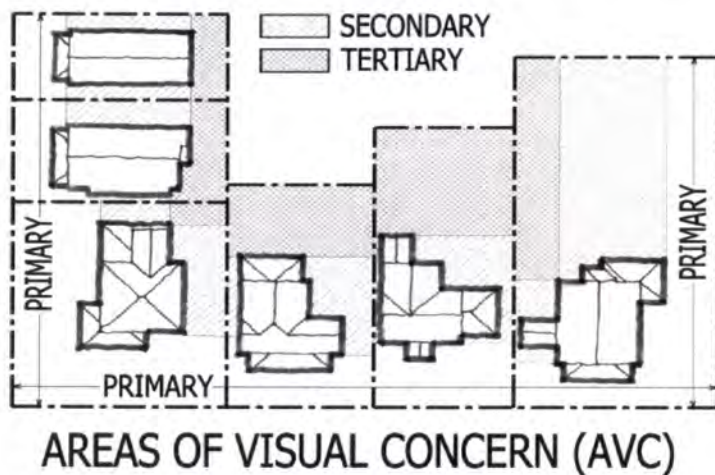 SECONDARY
TERTIARY
PRIMARY
PRIMARY
PRIMARY
AREAS OF VISUAL CONCERN (AVC)